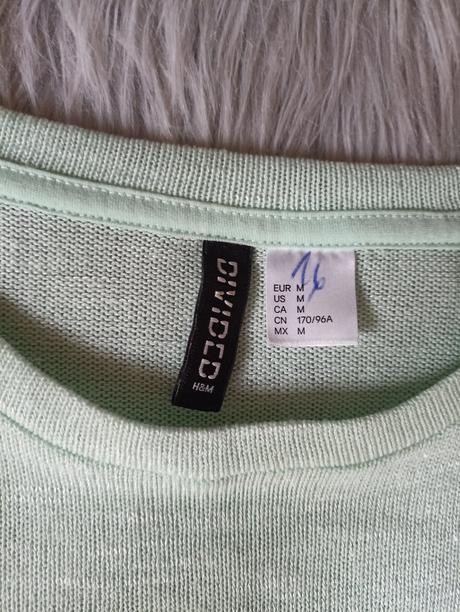 DIVIDED
H&M
16
EUR M
US M
CA M
CN 170/96A
MX M